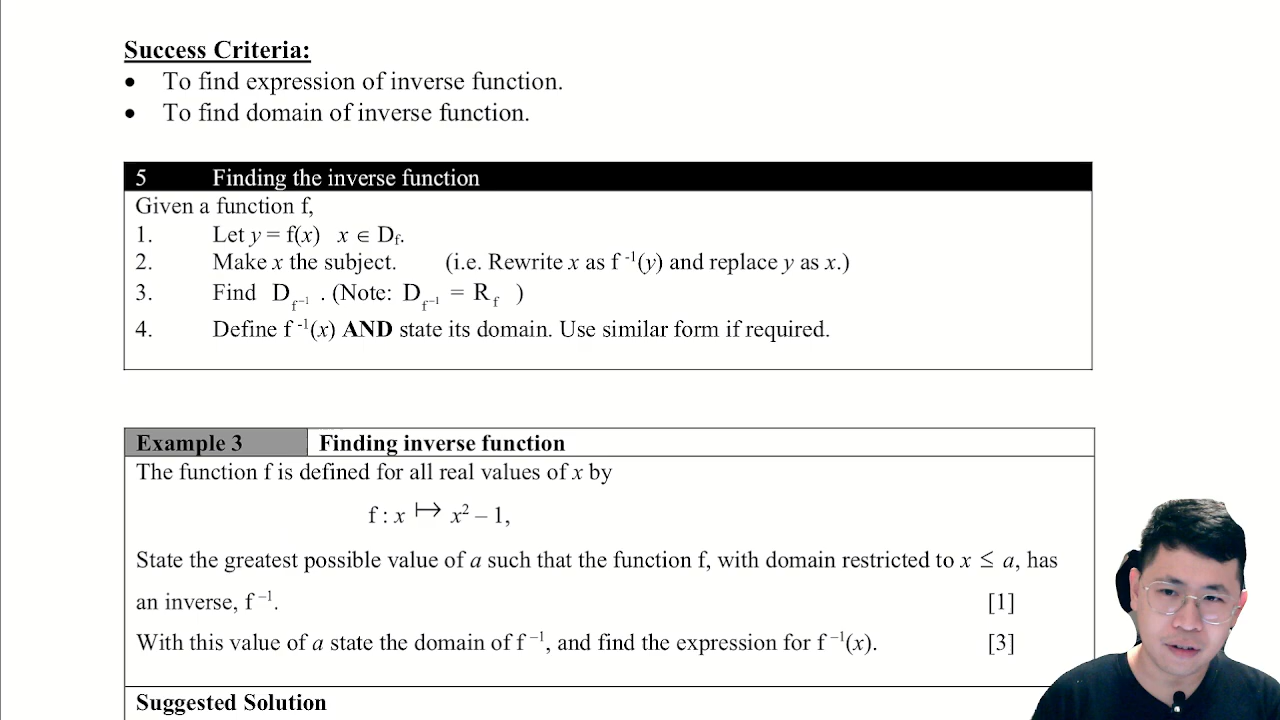 Success Criteria:
• To find expression of inverse function.
• To find domain of inverse function.
5 Finding the inverse function
Given a function f,
1. Let y = f(x) x ∈ D_f.
2. Make x the subject. (i.e. Rewrite x as f ⁻¹(y) and replace y as x.)
3. Find D_{f⁻¹} . (Note: D_{f⁻¹} = R_f )
4. Define f ⁻¹(x) AND state its domain. Use similar form if required.
Example 3 Finding inverse function
The function f is defined for all real values of x by
f : x ↦ x² – 1,
State the greatest possible value of a such that the function f, with domain restricted to x ≤ a, has
an inverse, f ⁻¹. [1]
With this value of a state the domain of f ⁻¹, and find the expression for f ⁻¹(x). [3]
Suggested Solution